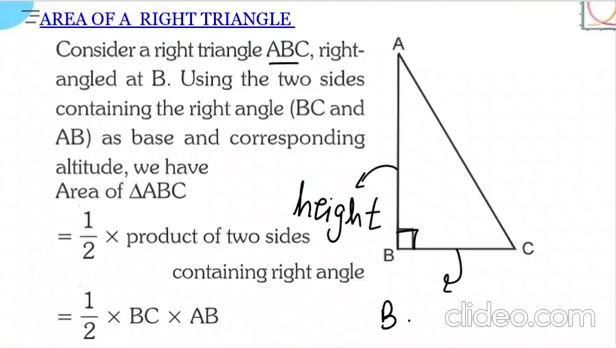 AREA OF A RIGHT TRIANGLE
Consider a right triangle ABC, right-
angled at B. Using the two sides
containing the right angle (BC and
AB) as base and corresponding
altitude, we have
Area of ΔABC
= 1/2 × product of two sides
containing right angle
= 1/2 × BC × AB
A
height
B
C
B.
clideo.com